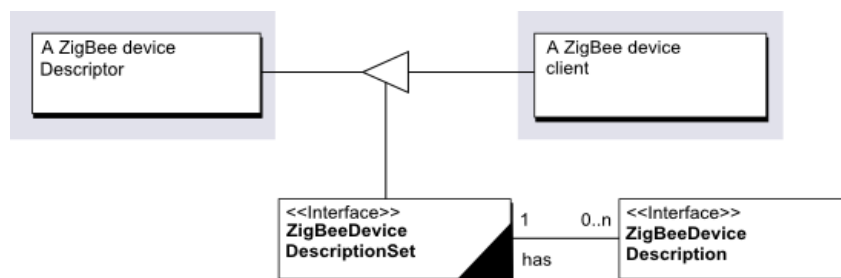 A ZigBee device
Descriptor
A ZigBee device
client
<<Interface>>
ZigBeeDevice
DescriptionSet
1
0..n
has
<<Interface>>
ZigBeeDevice
Description